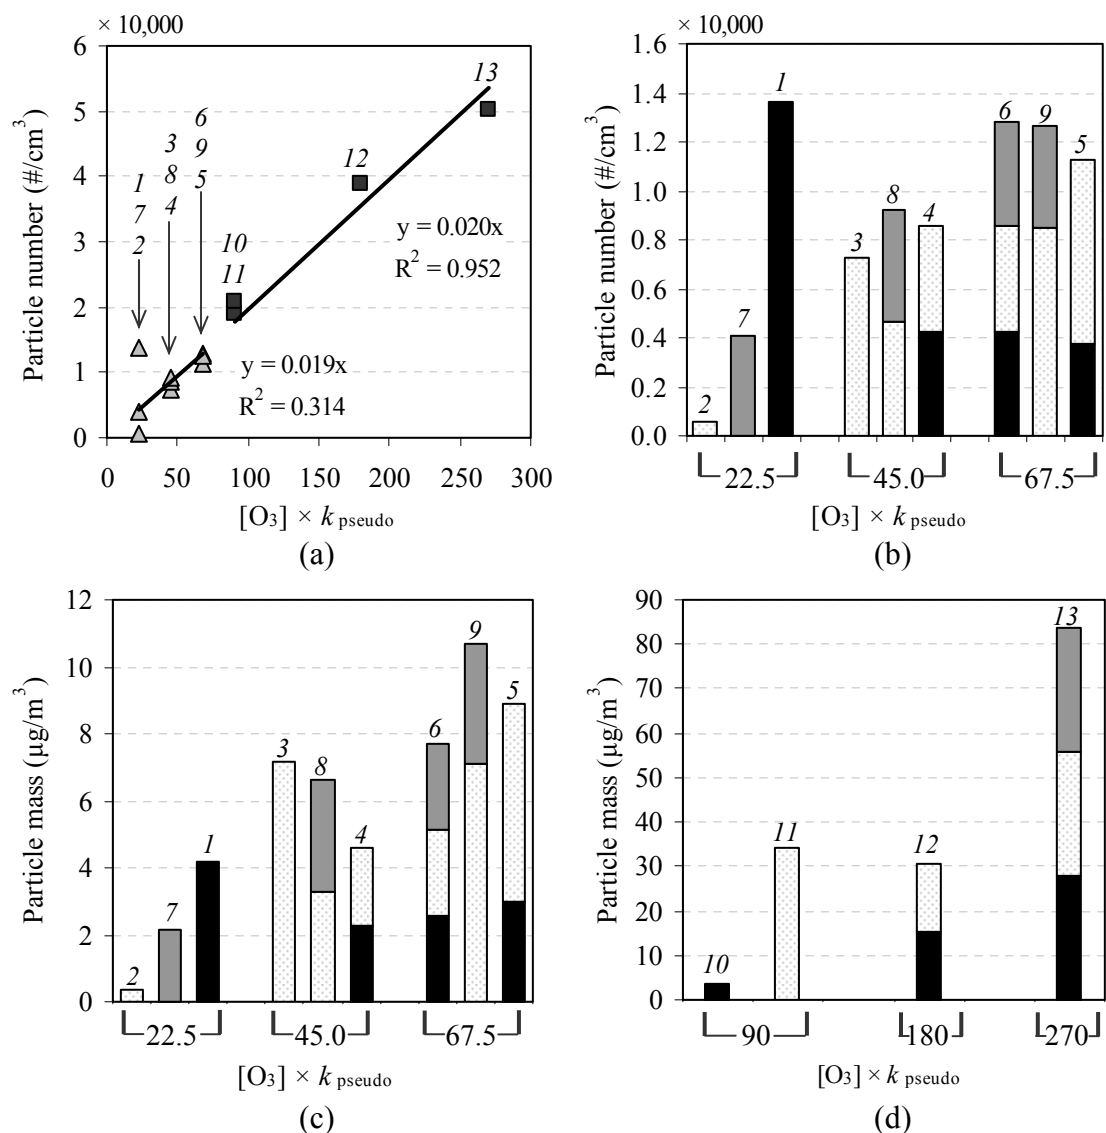 × 10,000
Particle number (#/cm³)
6
5
4
3
2
1
0
0 50 100 150 200 250 300
1
7
2
3
8
4
6
9
5
10
11
12
13
y = 0.020x
R² = 0.952
y = 0.019x
R² = 0.314
[O₃] × k pseudo
(a)
× 10,000
Particle number (#/cm³)
1.6
1.4
1.2
1.0
0.8
0.6
0.4
0.2
0.0
2 7 1 3 8 4 6 9 5
22.5 45.0 67.5
[O₃] × k pseudo
(b)
Particle mass (µg/m³)
12
10
8
6
4
2
0
2 7 1 3 8 4 6 9 5
22.5 45.0 67.5
[O₃] × k pseudo
(c)
Particle mass (µg/m³)
90
80
70
60
50
40
30
20
10
0
10 11 12 13
90 180 270
[O₃] × k pseudo
(d)